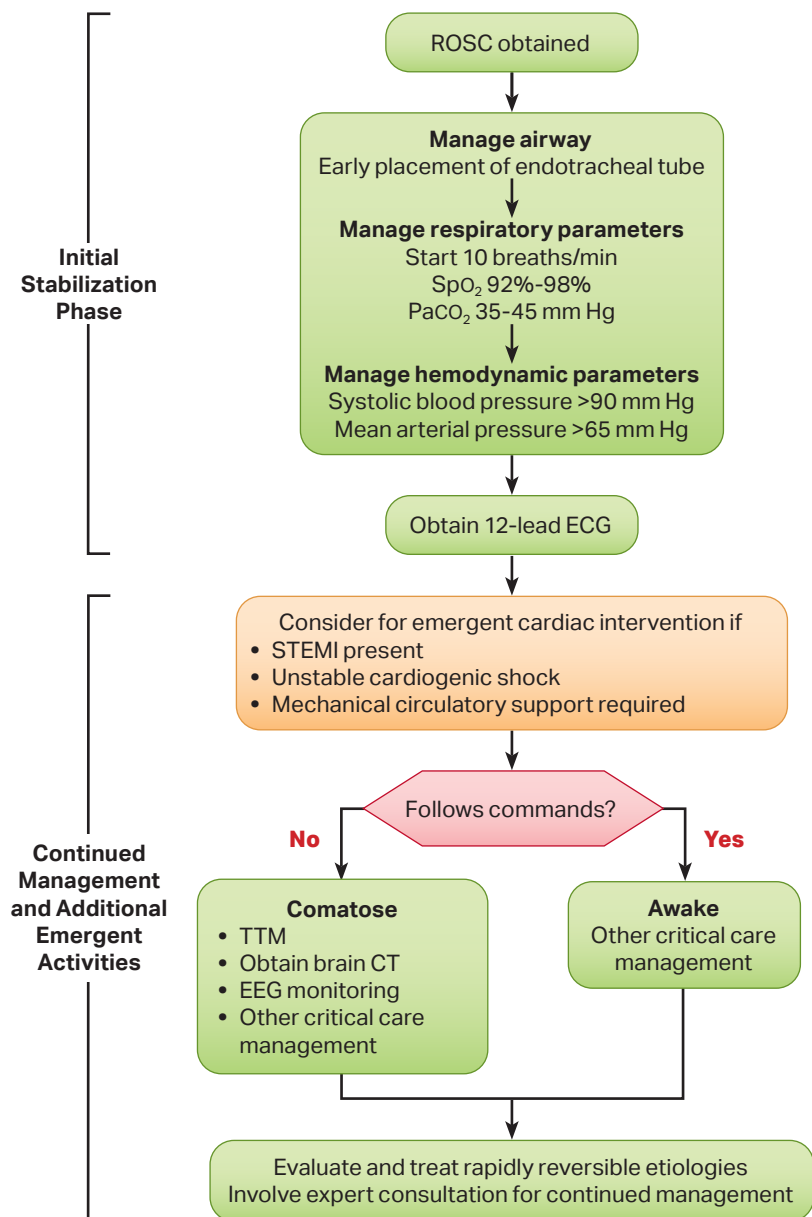 ROSC obtained
Manage airway
Early placement of endotracheal tube
Manage respiratory parameters
Start 10 breaths/min
SpO₂ 92%-98%
PaCO₂ 35-45 mm Hg
Manage hemodynamic parameters
Systolic blood pressure >90 mm Hg
Mean arterial pressure >65 mm Hg
Initial
Stabilization
Phase
Obtain 12-lead ECG
Consider for emergent cardiac intervention if
• STEMI present
• Unstable cardiogenic shock
• Mechanical circulatory support required
Follows commands?
No
Yes
Continued
Management
and Additional
Emergent
Activities
Comatose
• TTM
• Obtain brain CT
• EEG monitoring
• Other critical care
management
Awake
Other critical care
management
Evaluate and treat rapidly reversible etiologies
Involve expert consultation for continued management